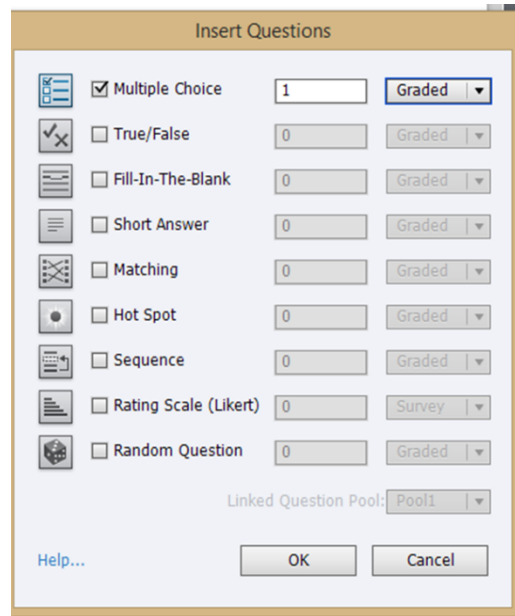 Insert Questions
Multiple Choice 1 Graded
True/False 0 Graded
Fill-In-The-Blank 0 Graded
Short Answer 0 Graded
Matching 0 Graded
Hot Spot 0 Graded
Sequence 0 Graded
Rating Scale (Likert) 0 Survey
Random Question 0 Graded
Linked Question Pool: Pool1
Help... OK Cancel